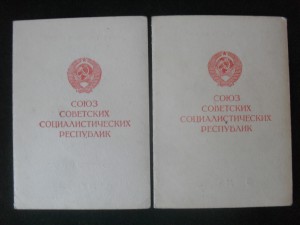 СОЮЗ
СОВЕТСКИХ
СОЦИАЛИСТИЧЕСКИХ
РЕСПУБЛИК
СОЮЗ
СОВЕТСКИХ
СОЦИАЛИСТИЧЕСКИХ
РЕСПУБЛИК